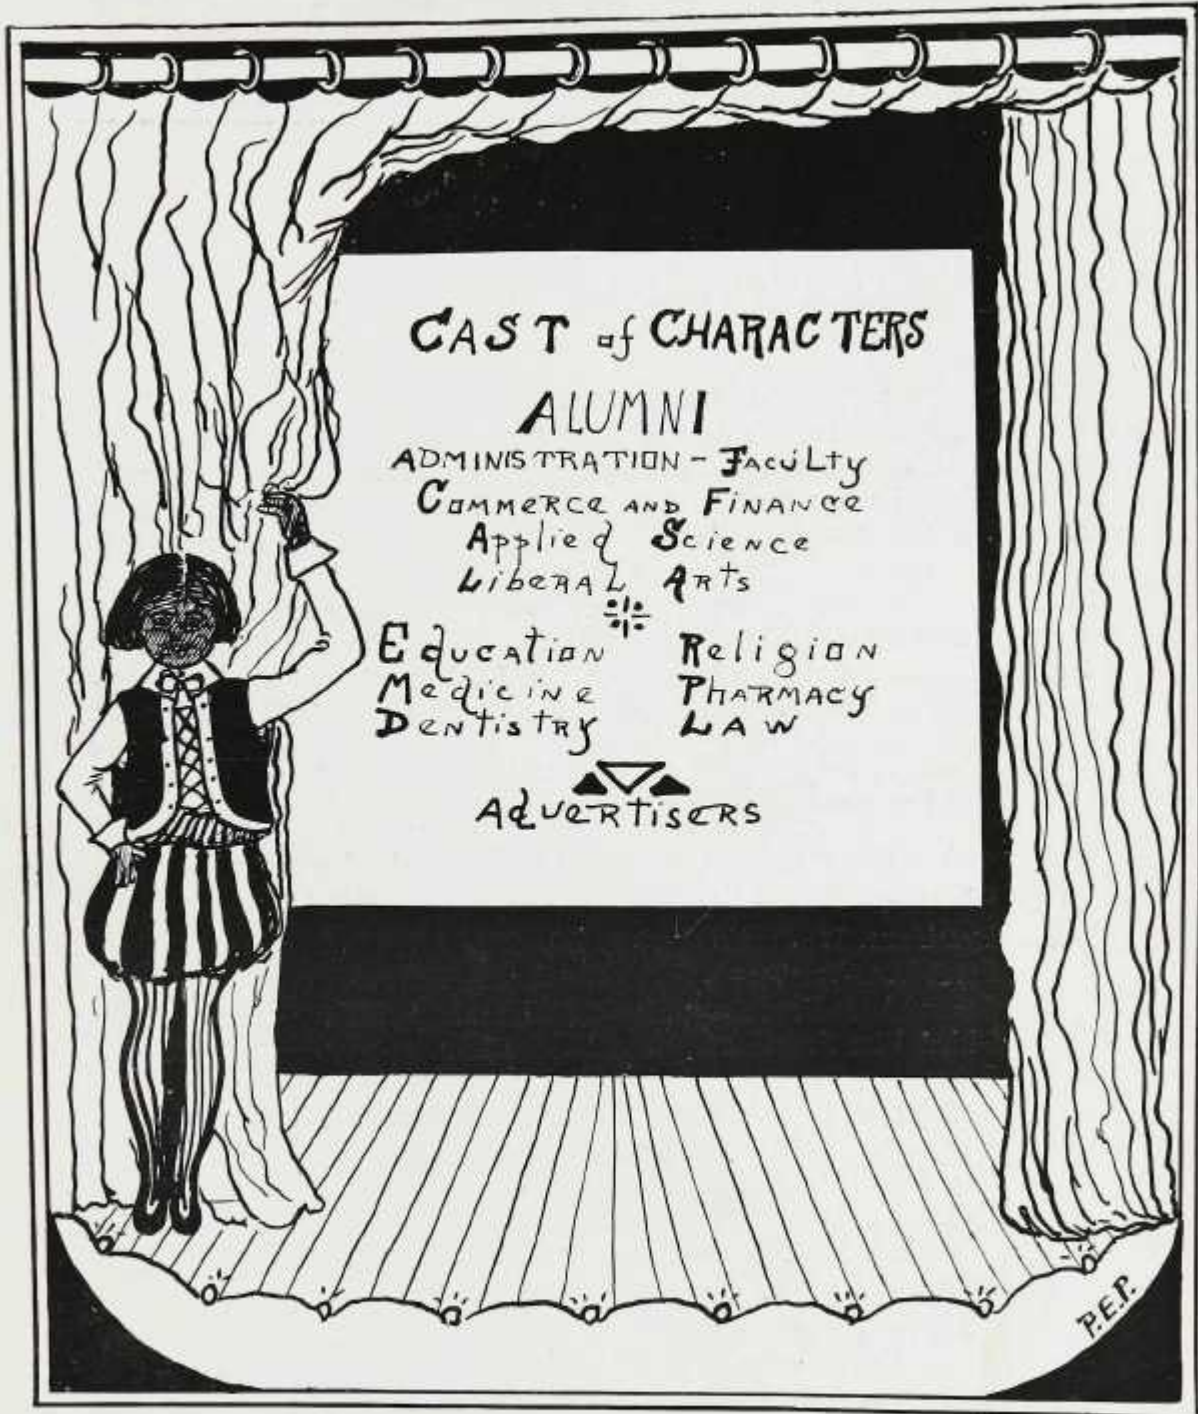 CAST of CHARACTERS
ALUMNI
ADMINISTRATION - FACULTY
COMMERCE AND FINANCE
Applied Science
LIBERAL ARTS
Education Religion
Medicine PHARMACY
DENTISTRY LAW
AdvERTISERS
P.E.P.